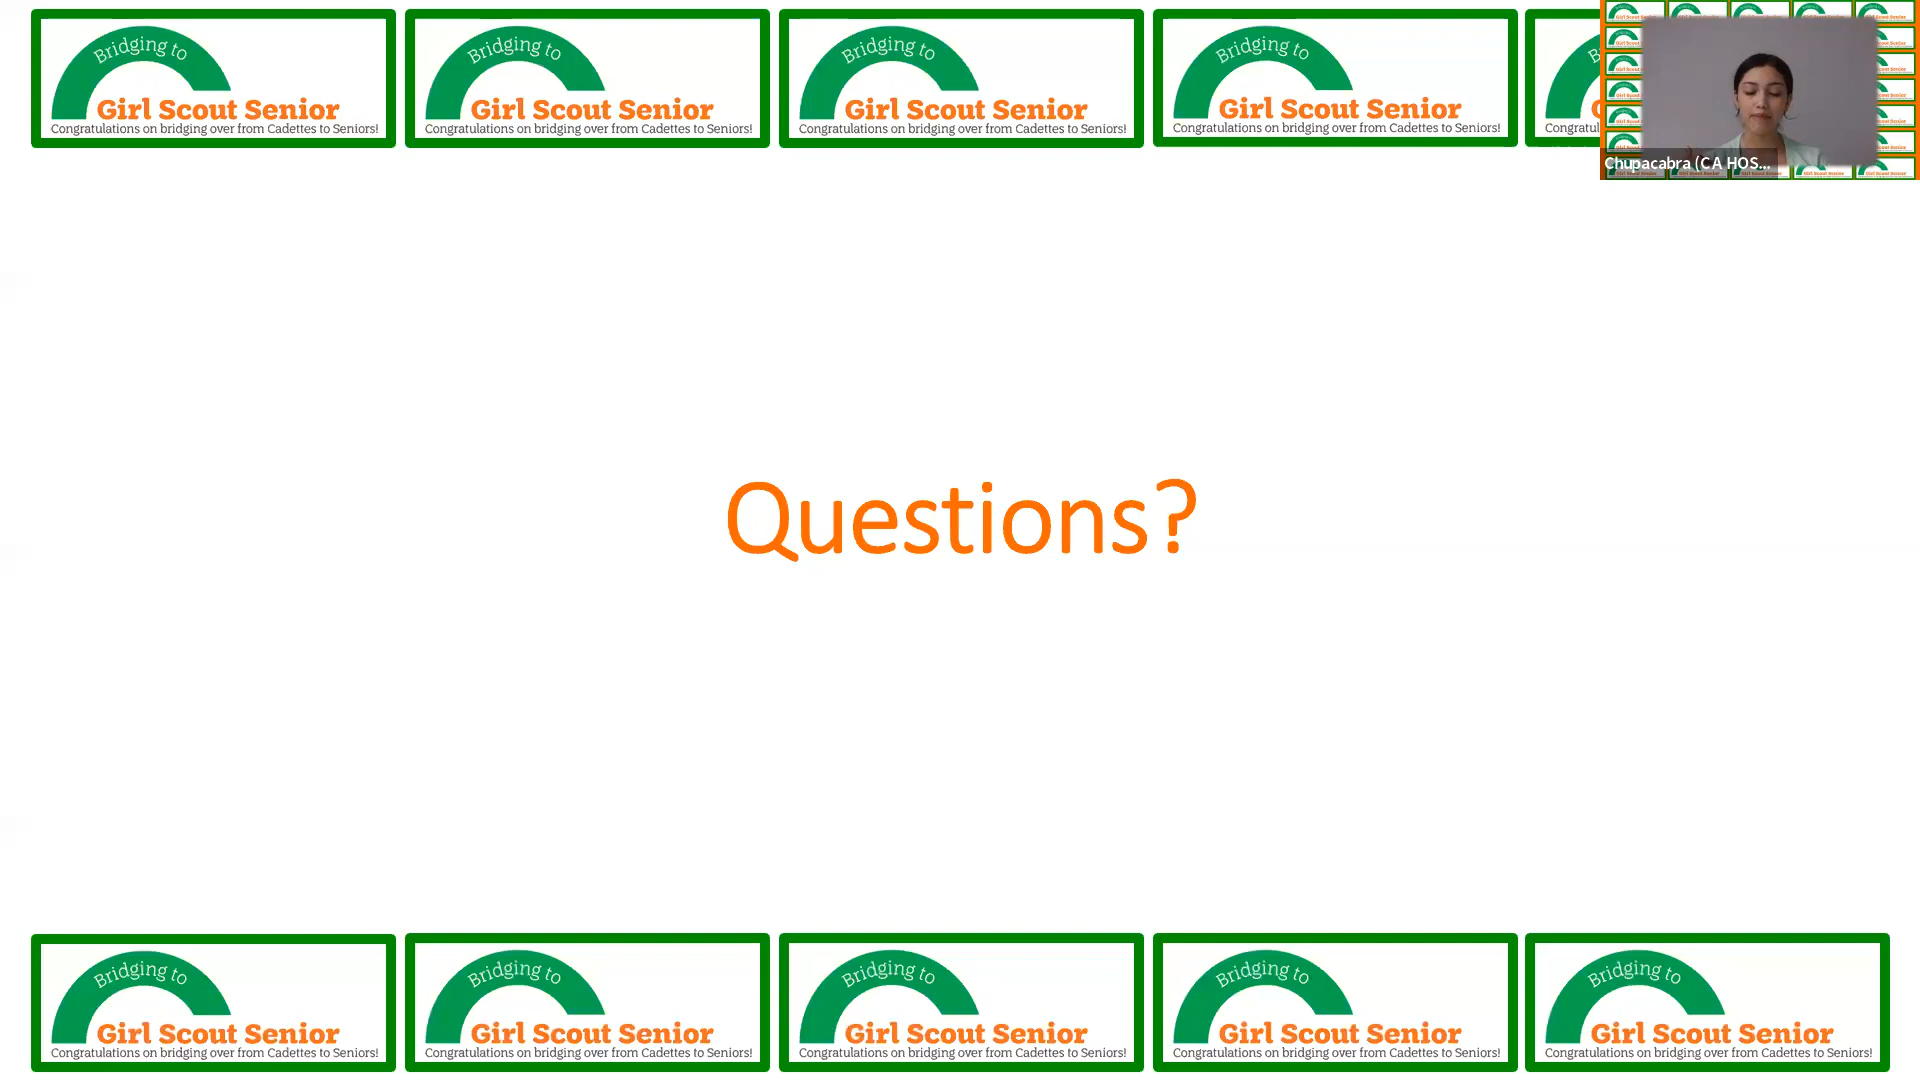 Bridging to
Girl Scout Senior
Congratulations on bridging over from Cadettes to Seniors!
Bridging to
Girl Scout Senior
Congratulations on bridging over from Cadettes to Seniors!
Bridging to
Girl Scout Senior
Congratulations on bridging over from Cadettes to Seniors!
Bridging to
Girl Scout Senior
Congratulations on bridging over from Cadettes to Seniors!
Chupacabra (CA HOS...
Questions?
Bridging to
Girl Scout Senior
Congratulations on bridging over from Cadettes to Seniors!
Bridging to
Girl Scout Senior
Congratulations on bridging over from Cadettes to Seniors!
Bridging to
Girl Scout Senior
Congratulations on bridging over from Cadettes to Seniors!
Bridging to
Girl Scout Senior
Congratulations on bridging over from Cadettes to Seniors!
Bridging to
Girl Scout Senior
Congratulations on bridging over from Cadettes to Seniors!